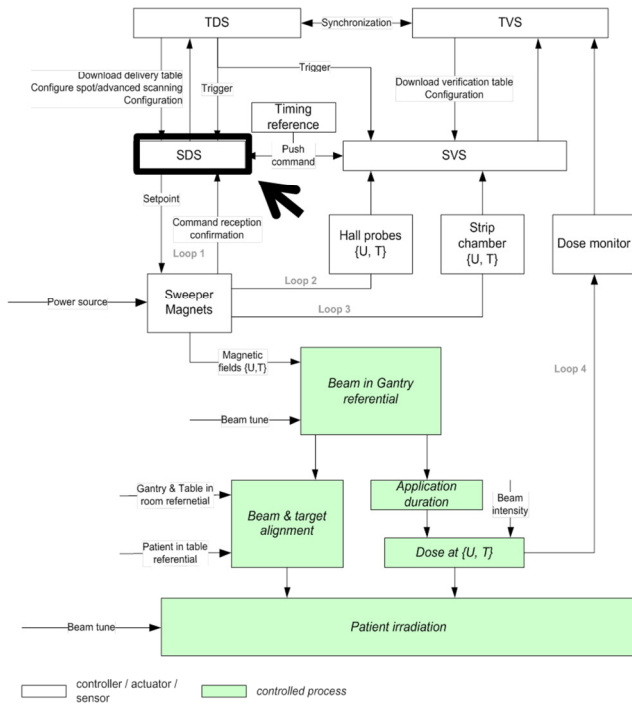 TDS
Synchronization
TVS
Download delivery table
Configure spot/advanced scanning
Configuration
Trigger
Trigger
Download verification table
Configuration
Timing
reference
Push
command
SDS
SVS
Setpoint
Command reception
confirmation
Loop 1
Hall probes
{U, T}
Strip
chamber
{U, T}
Dose monitor
Loop 2
Loop 3
Power source
Sweeper
Magnets
Loop 4
Magnetic
fields {U,T}
Beam in Gantry
referential
Beam tune
Gantry & Table in
room refernetial
Beam & target
alignment
Application
duration
Beam
intensity
Patient in table
referential
Dose at {U, T}
Beam tune
Patient irradiation
controller / actuator /
sensor
controlled process